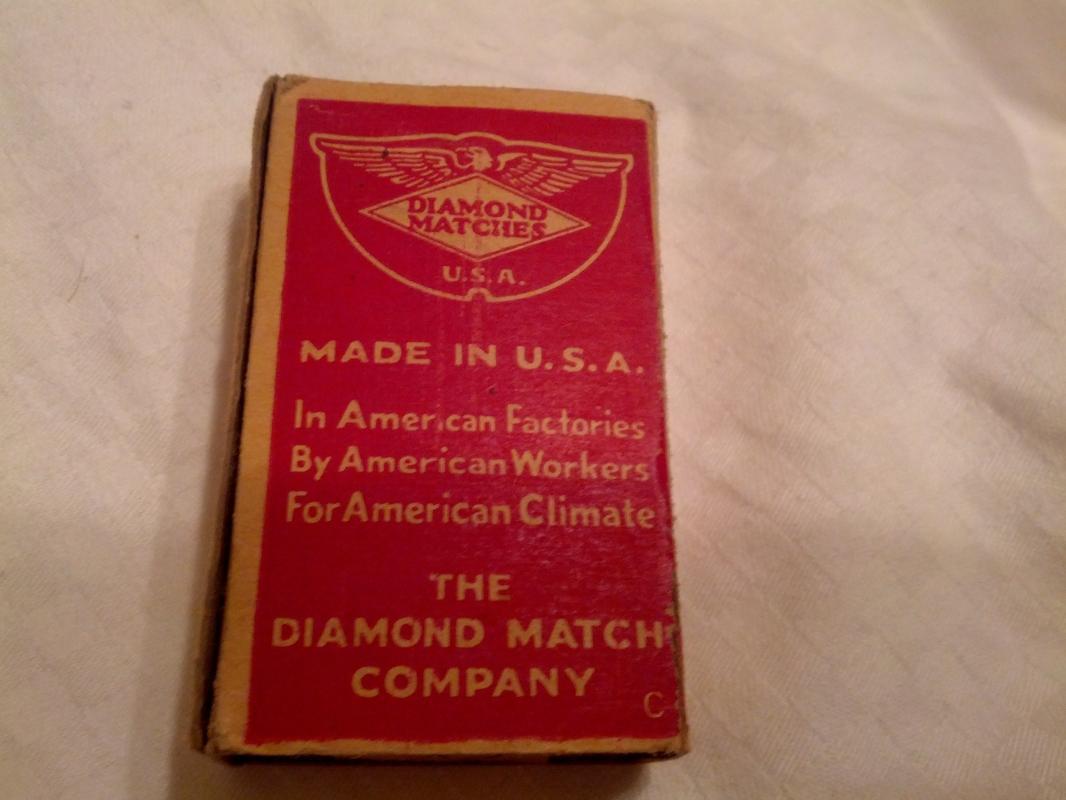 DIAMOND
MATCHES
U.S.A.
MADE IN U.S.A.
In American Factories
By American Workers
For American Climate
THE
DIAMOND MATCH
COMPANY
C